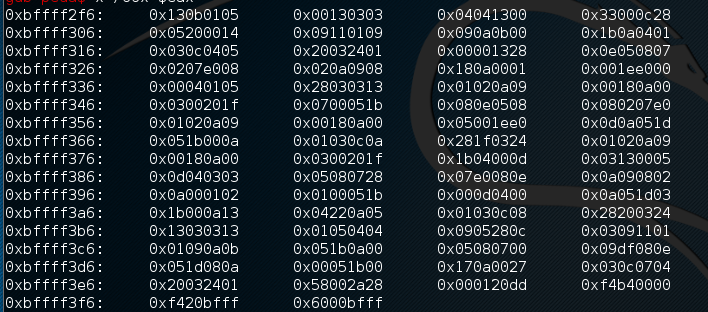 0xbffff2f6: 0x130b0105 0x00130303 0x04041300 0x33000c28
0xbffff306: 0x05200014 0x09110109 0x090a0b00 0x1b0a0401
0xbffff316: 0x030c0405 0x20032401 0x00001328 0x0e050807
0xbffff326: 0x0207e008 0x020a0908 0x180a0001 0x001ee000
0xbffff336: 0x00040105 0x28030313 0x01020a09 0x00180a00
0xbffff346: 0x0300201f 0x0700051b 0x080e0508 0x080207e0
0xbffff356: 0x01020a09 0x00180a00 0x05001ee0 0x0d0a051d
0xbffff366: 0x051b000a 0x01030c0a 0x281f0324 0x01020a09
0xbffff376: 0x00180a00 0x0300201f 0x1b04000d 0x03130005
0xbffff386: 0x0d040303 0x05080728 0x07e0080e 0x0a090802
0xbffff396: 0x0a000102 0x0100051b 0x000d0400 0x0a051d03
0xbffff3a6: 0x1b000a13 0x04220a05 0x01030c08 0x28200324
0xbffff3b6: 0x13030313 0x01050404 0x0905280c 0x03091101
0xbffff3c6: 0x01090a0b 0x051b0a00 0x05080700 0x09df080e
0xbffff3d6: 0x051d080a 0x00051b00 0x170a0027 0x030c0704
0xbffff3e6: 0x20032401 0x58002a28 0x000120dd 0xf4b40000
0xbffff3f6: 0xf420bfff 0x6000bfff